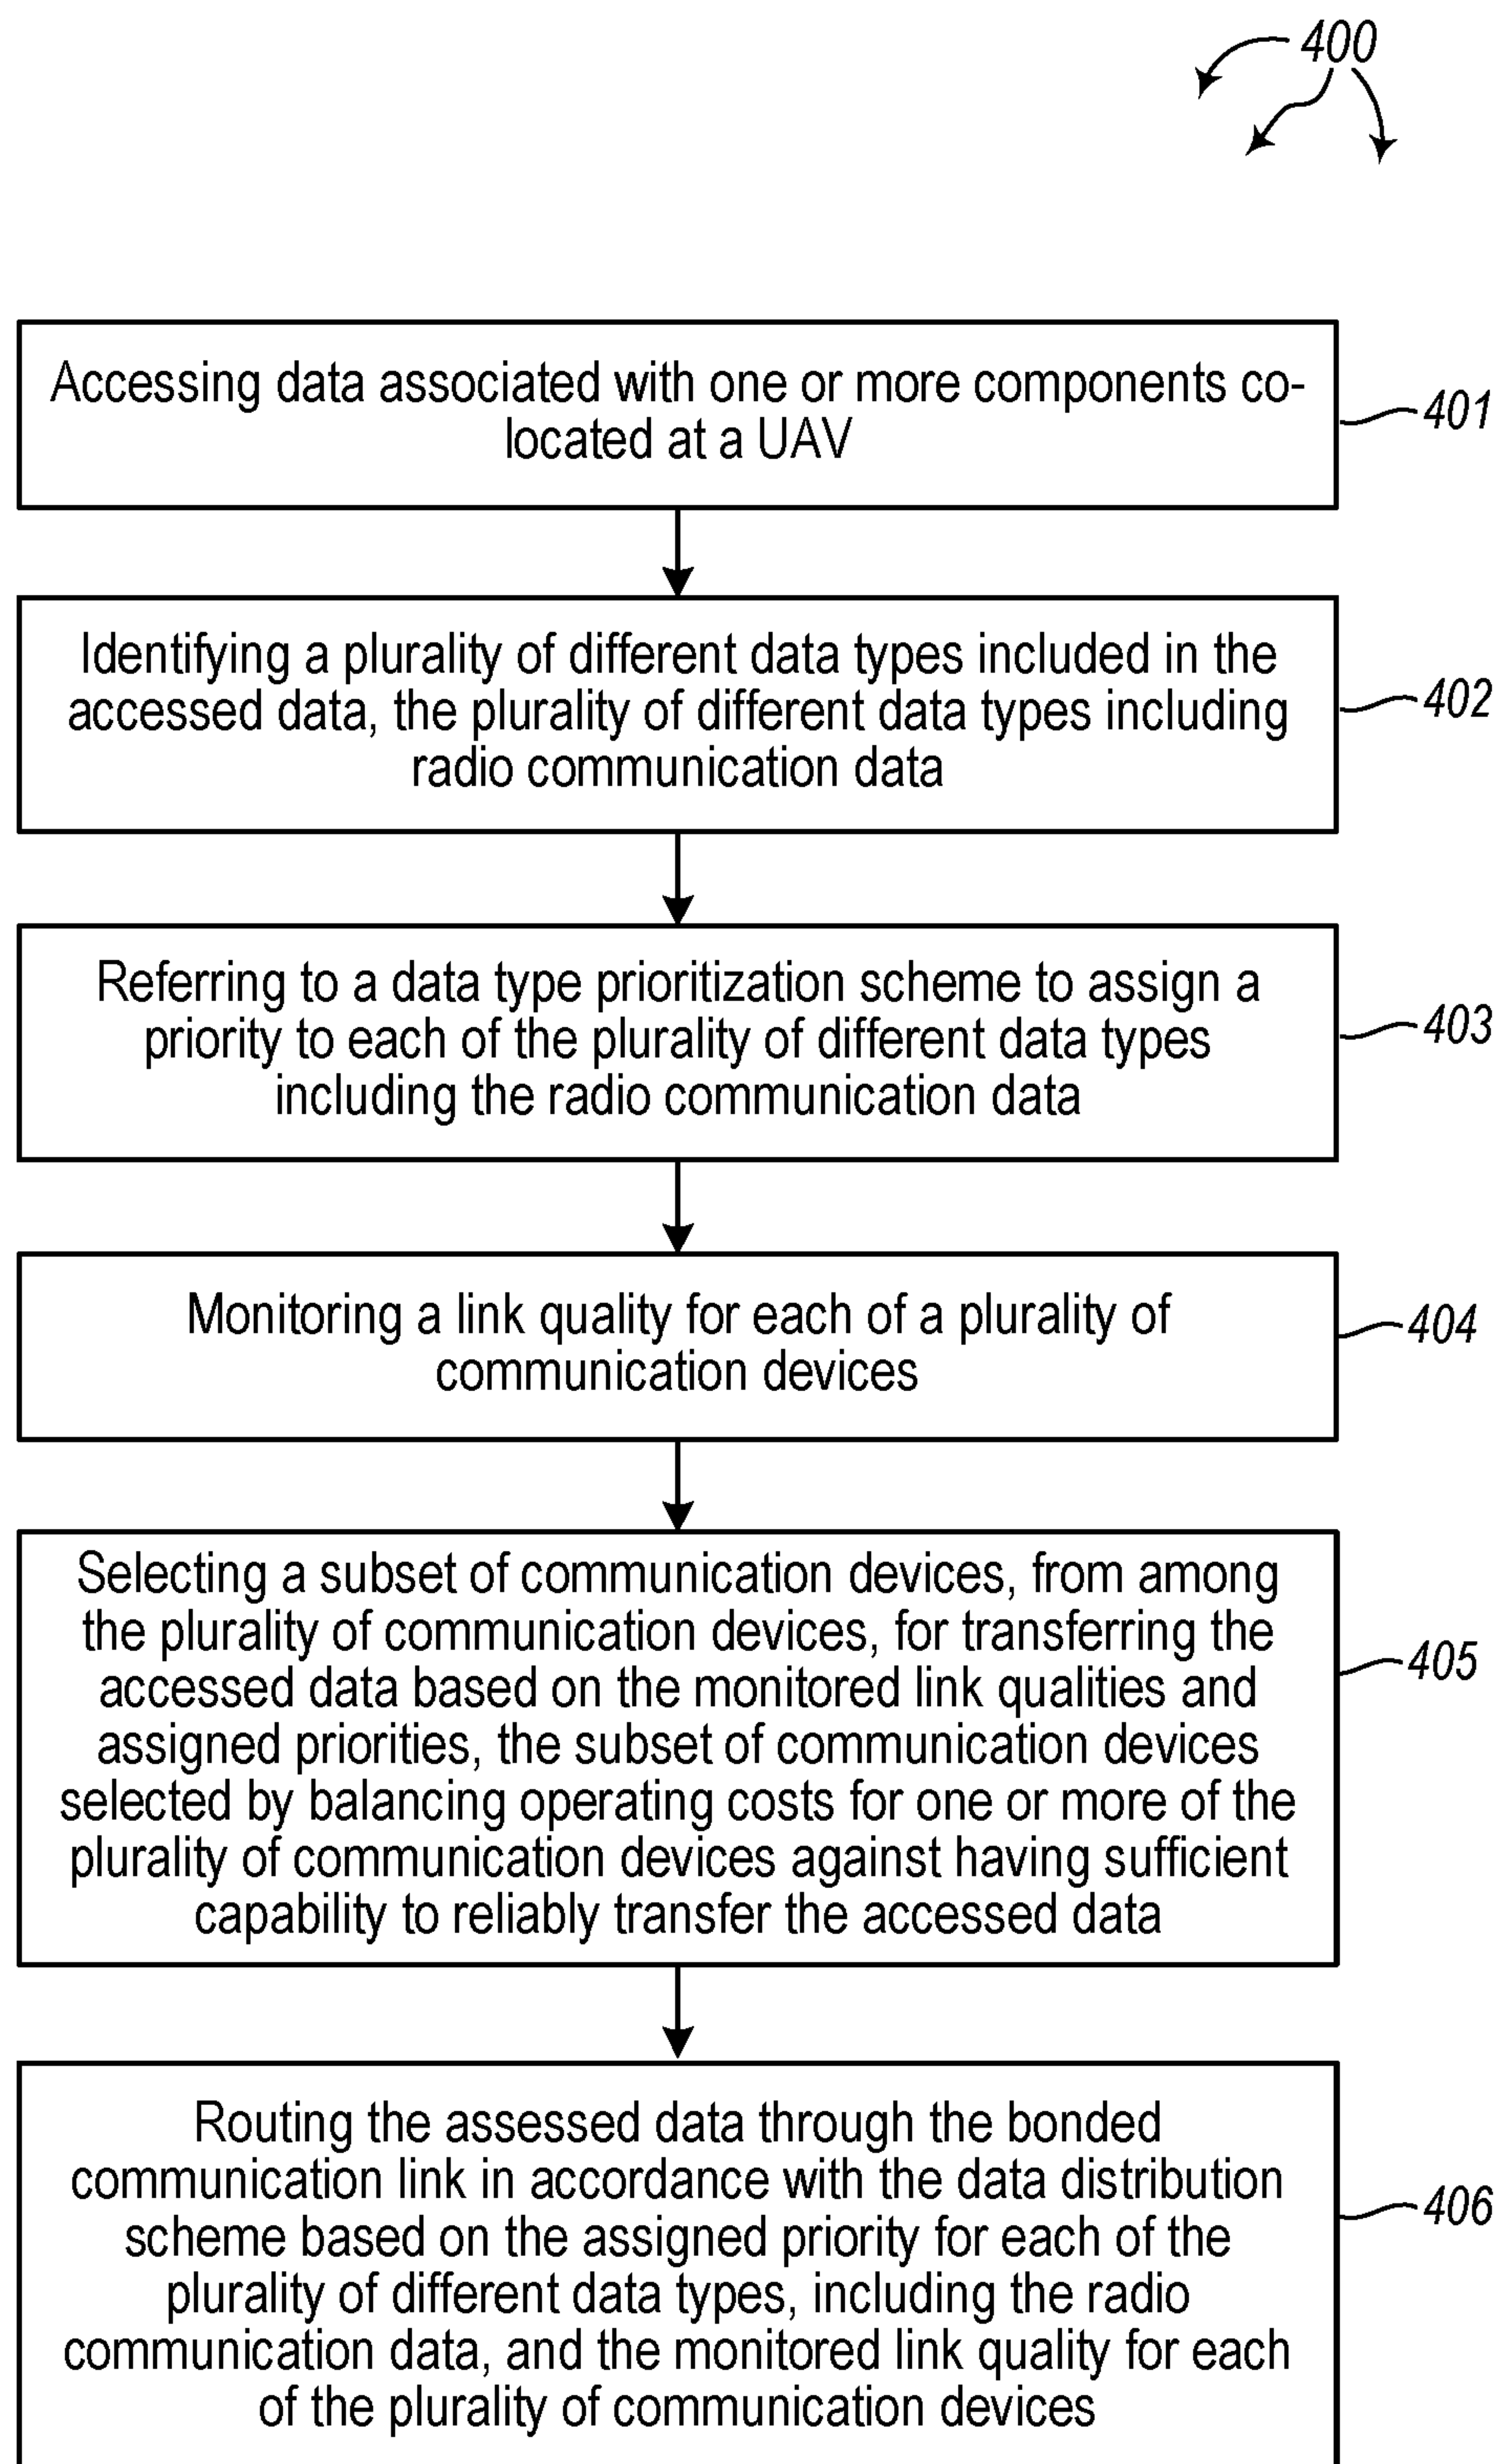 400
Accessing data associated with one or more components co-
located at a UAV
401
Identifying a plurality of different data types included in the
accessed data, the plurality of different data types including
radio communication data
402
Referring to a data type prioritization scheme to assign a
priority to each of the plurality of different data types
including the radio communication data
403
Monitoring a link quality for each of a plurality of
communication devices
404
Selecting a subset of communication devices, from among
the plurality of communication devices, for transferring the
accessed data based on the monitored link qualities and
assigned priorities, the subset of communication devices
selected by balancing operating costs for one or more of the
plurality of communication devices against having sufficient
capability to reliably transfer the accessed data
405
Routing the assessed data through the bonded
communication link in accordance with the data distribution
scheme based on the assigned priority for each of the
plurality of different data types, including the radio
communication data, and the monitored link quality for each
of the plurality of communication devices
406